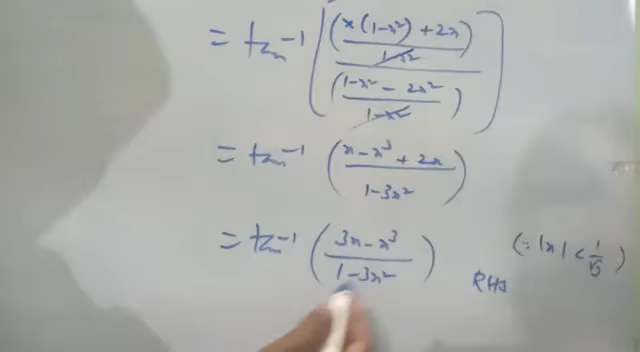 = tan⁻¹ [ ((x(1-x²)+2x)/(1-x²)) / ((1-x²-2x²)/(1-x²)) ]
= tan⁻¹ ((x-x³+2x)/(1-3x²))
= tan⁻¹ ((3x-x³)/(1-3x²)) (∵ |x| < 1/√3)
RHS